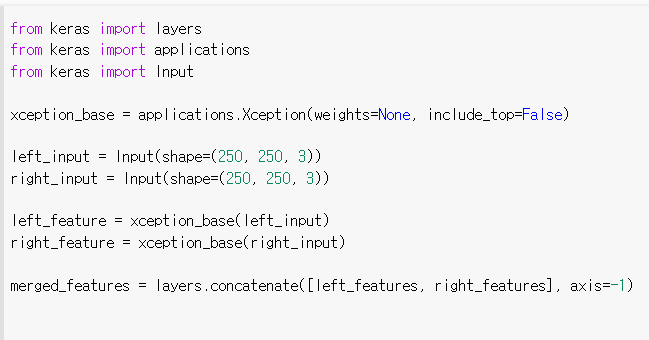 from keras import layers
from keras import applications
from keras import Input
xception_base = applications.Xception(weights=None, include_top=False)
left_input = Input(shape=(250, 250, 3))
right_input = Input(shape=(250, 250, 3))
left_feature = xception_base(left_input)
right_feature = xception_base(right_input)
merged_features = layers.concatenate([left_features, right_features], axis=-1)